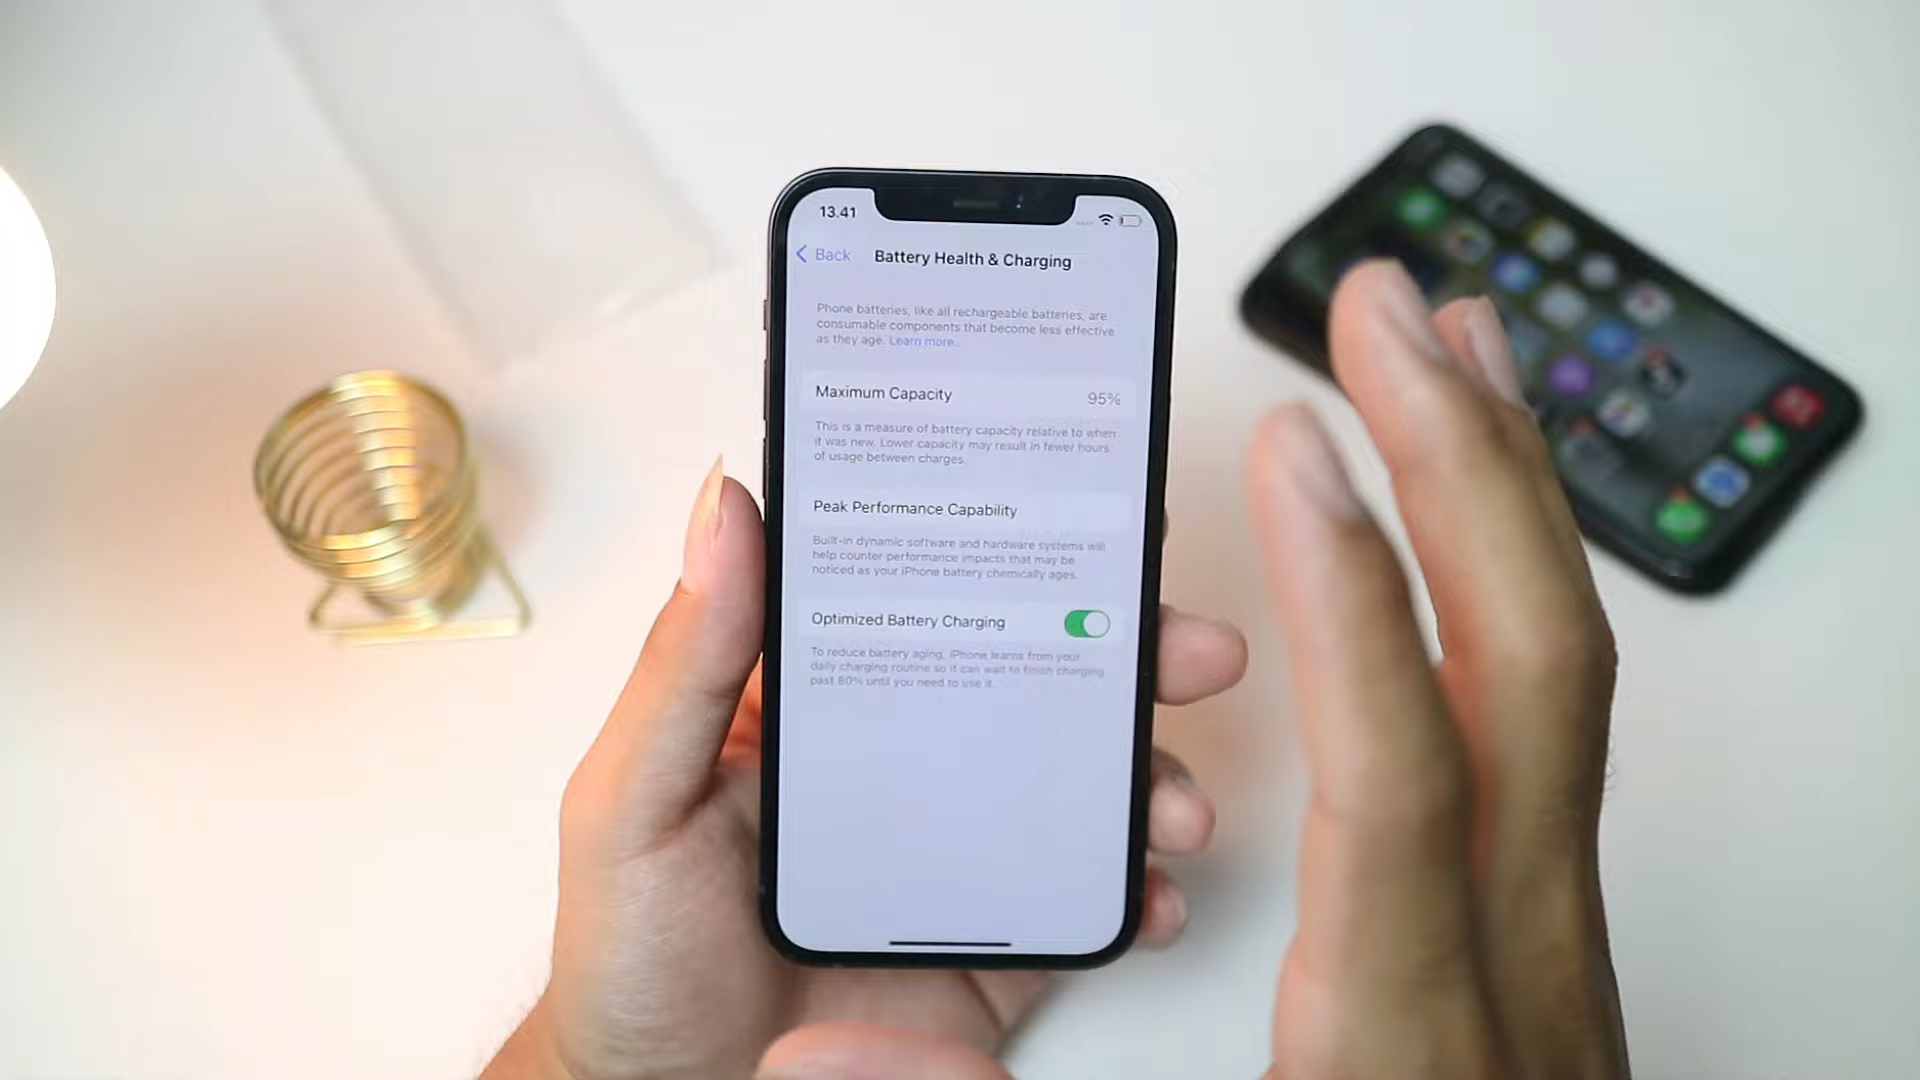 13.41
Back
Battery Health & Charging
Phone batteries, like all rechargeable batteries, are
consumable components that become less effective
as they age. Learn more...
Maximum Capacity
95%
This is a measure of battery capacity relative to when
it was new. Lower capacity may result in fewer hours
of usage between charges.
Peak Performance Capability
Built-in dynamic software and hardware systems will
help counter performance impacts that may be
noticed as your iPhone battery chemically ages.
Optimized Battery Charging
To reduce battery aging, iPhone learns from your
daily charging routine so it can wait to finish charging
past 80% until you need to use it.